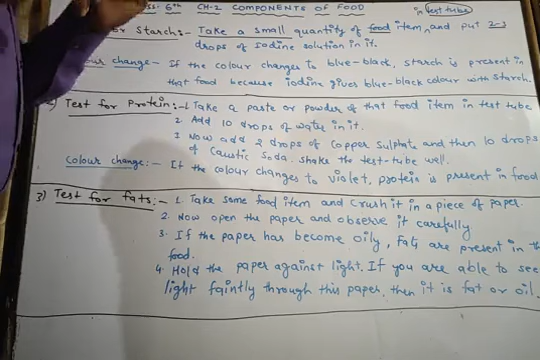 6th CH-2 COMPONENTS OF FOOD
in test tube
Starch:- Take a small quantity of food item, and put 2-3
drops of Iodine solution in it.
change - If the colour changes to blue-black, starch is present in
that food because iodine gives blue-black colour with starch.
2) Test for Protein:- 1. Take a paste or powder of that food item in test tube
2 Add 10 drops of water in it.
3 Now add 2 drops of Copper Sulphate and then 10 drops
of Caustic Soda. Shake the test-tube well.
Colour change:- If the colour changes to violet, protein is present in food
3) Test for fats:- 1. Take some food item and crush it in a piece of paper.
2. Now open the paper and observe it carefully
3. If the paper has become oily, fats are present in th
food.
4. Hold the paper against light. If you are able to see
light faintly through this paper, then it is fat or oil.